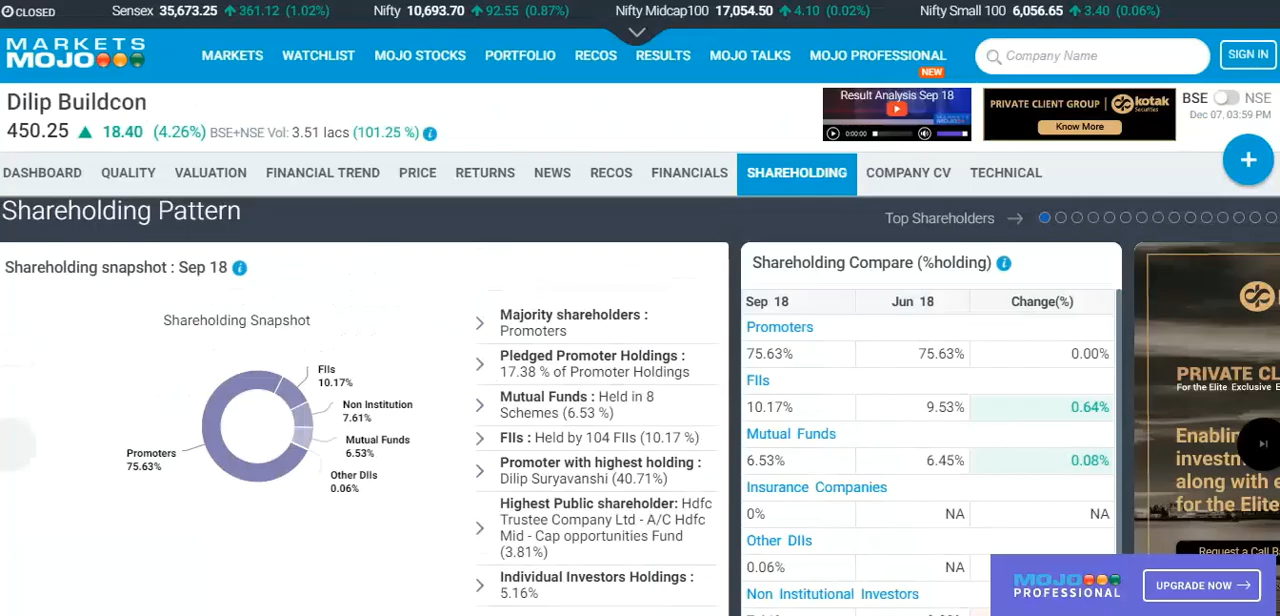 CLOSED Sensex 35,673.25 361.12 (1.02%) Nifty 10,693.70 92.55 (0.87%) Nifty Midcap100 17,054.50 4.10 (0.02%) Nifty Small 100 6,056.65 3.40 (0.06%)
MARKETS
MOJO
MARKETS WATCHLIST MOJO STOCKS PORTFOLIO RECOS RESULTS MOJO TALKS MOJO PROFESSIONAL
NEW
Company Name
SIGN IN
Dilip Buildcon
450.25 18.40 (4.26%) BSE+NSE Vol: 3.51 lacs (101.25 %)
Result Analysis Sep 18
0:00:00
PRIVATE CLIENT GROUP kotak
Securities
Know More
BSE NSE
Dec 07, 03:59 PM
+
DASHBOARD QUALITY VALUATION FINANCIAL TREND PRICE RETURNS NEWS RECOS FINANCIALS SHAREHOLDING COMPANY CV TECHNICAL
Shareholding Pattern
Top Shareholders
Shareholding snapshot : Sep 18
Shareholding Snapshot
FIIs
10.17%
Non Institution
7.61%
Mutual Funds
6.53%
Other DIIs
0.06%
Promoters
75.63%
Majority shareholders :
Promoters
Pledged Promoter Holdings :
17.38 % of Promoter Holdings
Mutual Funds : Held in 8
Schemes (6.53 %)
FIIs : Held by 104 FIIs (10.17 %)
Promoter with highest holding :
Dilip Suryavanshi (40.71%)
Highest Public shareholder: Hdfc
Trustee Company Ltd - A/C Hdfc
Mid - Cap opportunities Fund
(3.81%)
Individual Investors Holdings :
5.16%
Shareholding Compare (%holding)
Sep 18 Jun 18 Change(%)
Promoters
75.63% 75.63% 0.00%
FIIs
10.17% 9.53% 0.64%
Mutual Funds
6.53% 6.45% 0.08%
Insurance Companies
0% NA NA
Other DIIs
0.06% NA
Non Institutional Investors
PRIVATE CL
For the Elite Exclusive E
Enablin
investm
along with e
for the Elite
Request a Call B
MOJO
PROFESSIONAL
UPGRADE NOW